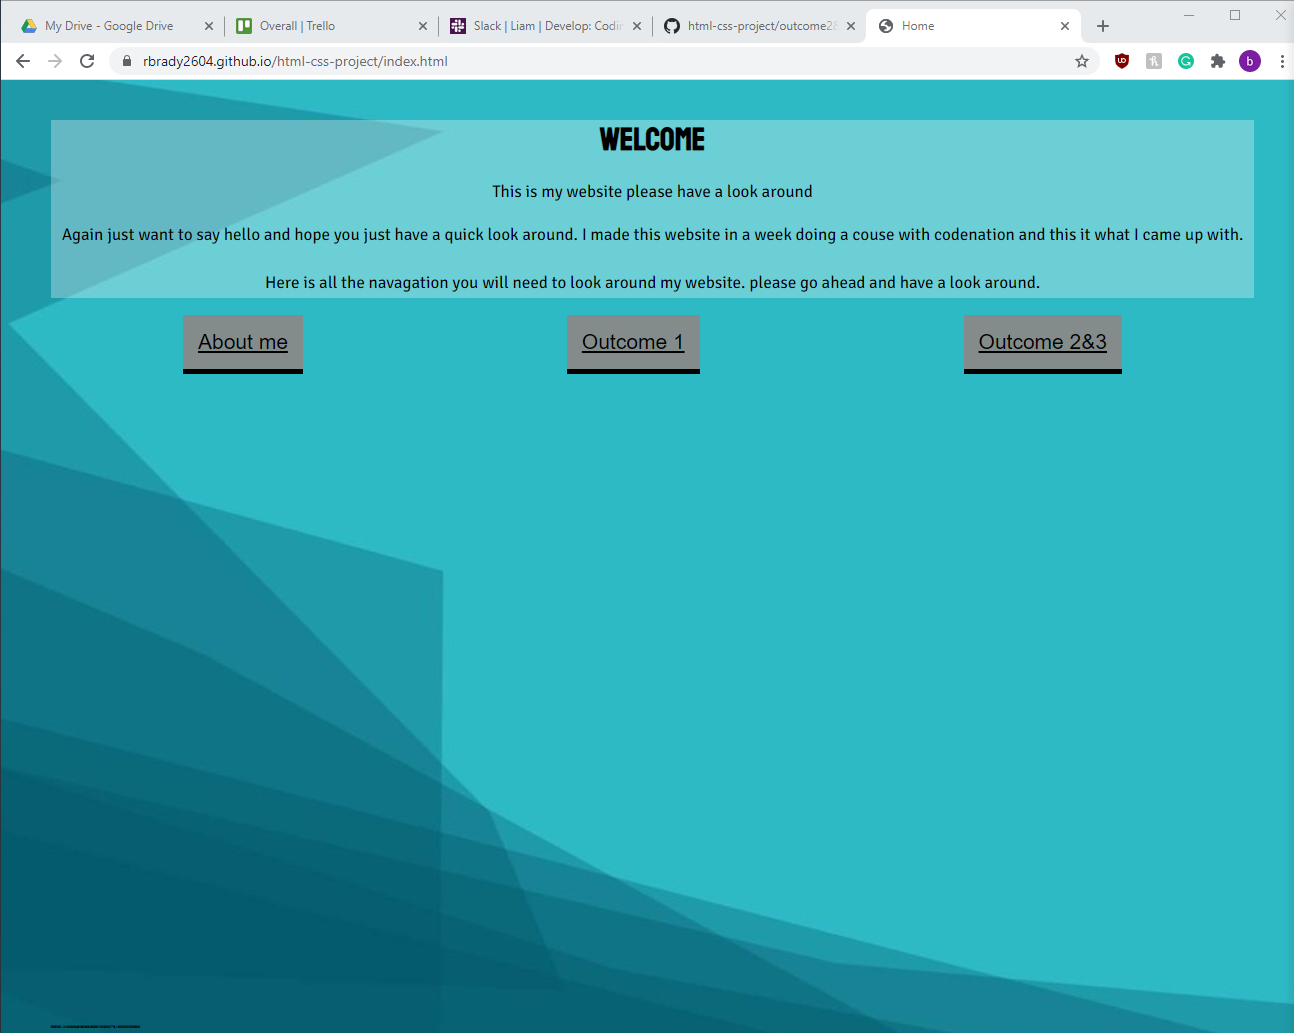 My Drive - Google Drive
Overall | Trello
Slack | Liam | Develop: Codin
html-css-project/outcome2&
Home
rbrady2604.github.io/html-css-project/index.html
b
WELCOME
This is my website please have a look around
Again just want to say hello and hope you just have a quick look around. I made this website in a week doing a couse with codenation and this it what I came up with.
Here is all the navagation you will need to look around my website. please go ahead and have a look around.
About me
Outcome 1
Outcome 2&3